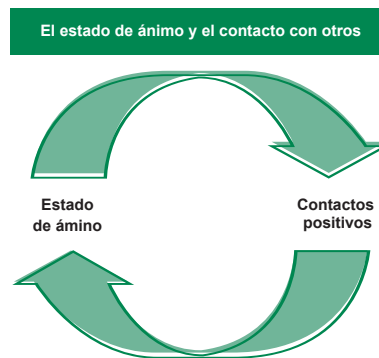 El estado de ánimo y el contacto con otros
Estado
de ámino
Contactos
positivos